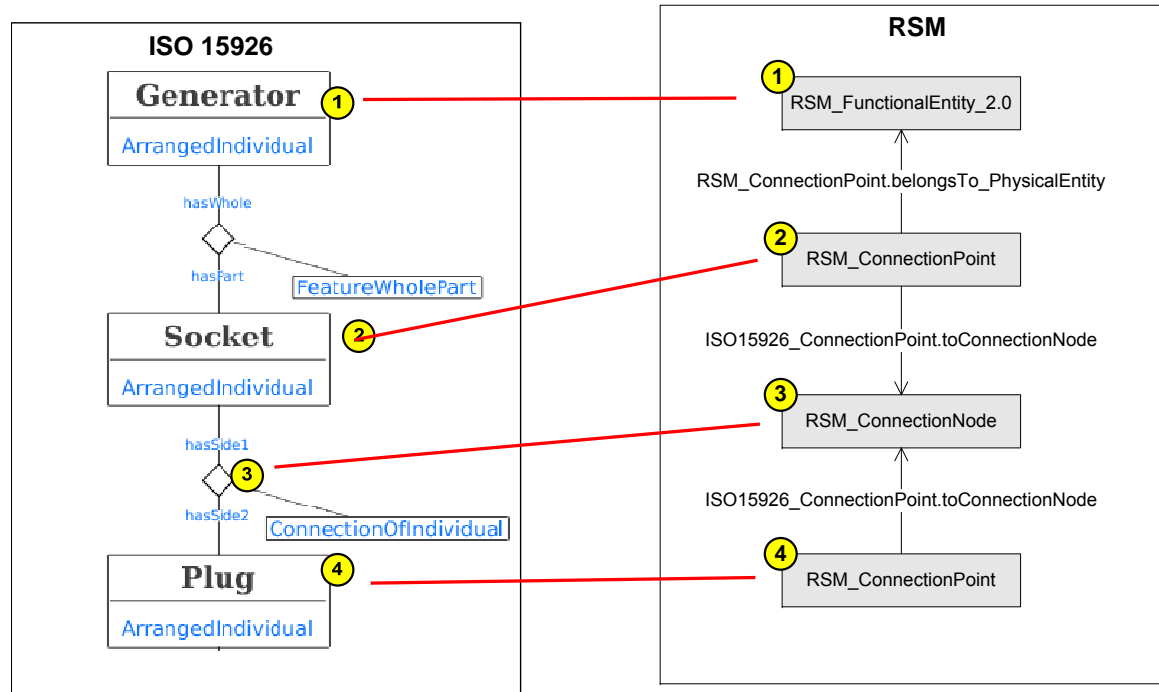 ISO 15926
Generator
1
ArrangedIndividual
hasWhole
hasPart
FeatureWholePart
Socket
2
ArrangedIndividual
hasSide1
3
hasSide2
ConnectionOfIndividual
Plug
4
ArrangedIndividual
RSM
1
RSM_FunctionalEntity_2.0
RSM_ConnectionPoint.belongsTo_PhysicalEntity
2
RSM_ConnectionPoint
ISO15926_ConnectionPoint.toConnectionNode
3
RSM_ConnectionNode
ISO15926_ConnectionPoint.toConnectionNode
4
RSM_ConnectionPoint